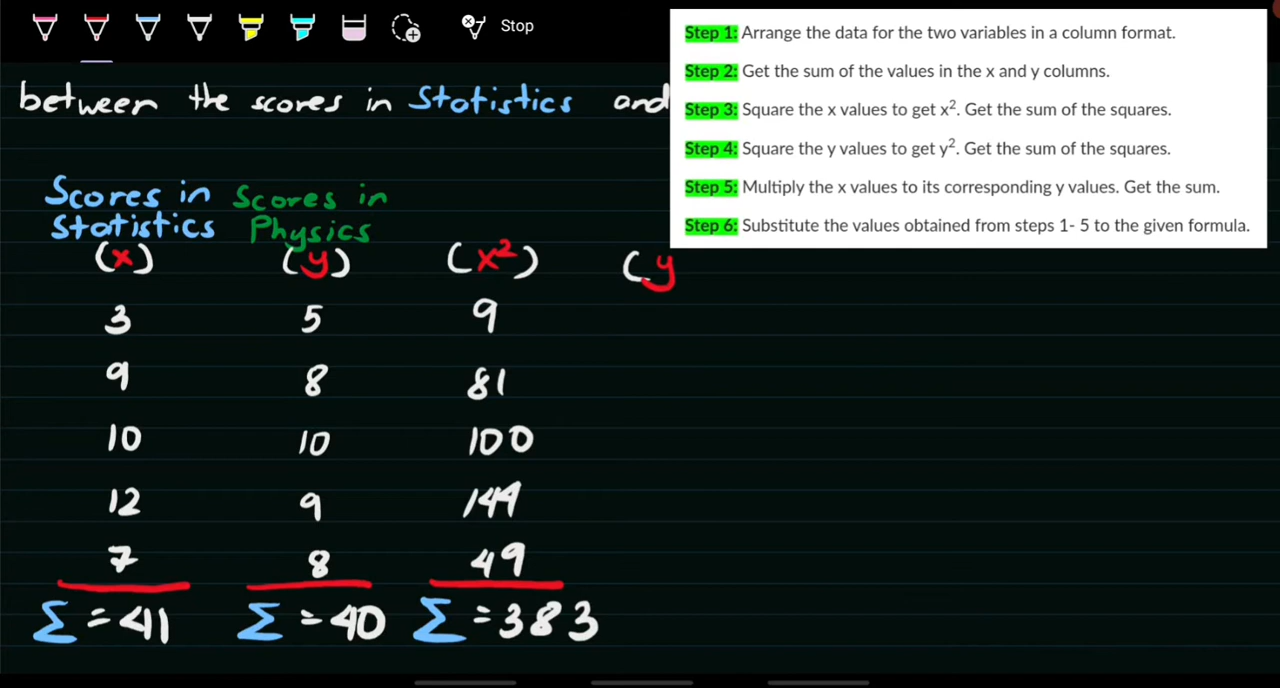 Stop
Step 1: Arrange the data for the two variables in a column format.
Step 2: Get the sum of the values in the x and y columns.
Step 3: Square the x values to get x². Get the sum of the squares.
Step 4: Square the y values to get y². Get the sum of the squares.
Step 5: Multiply the x values to its corresponding y values. Get the sum.
Step 6: Substitute the values obtained from steps 1- 5 to the given formula.
between the scores in Statistics and
Scores in Scores in
Statistics Physics
(x) (y) (x²) (y
3 5 9
9 8 81
10 10 100
12 9 144
7 8 49
Σ = 41 Σ = 40 Σ = 383